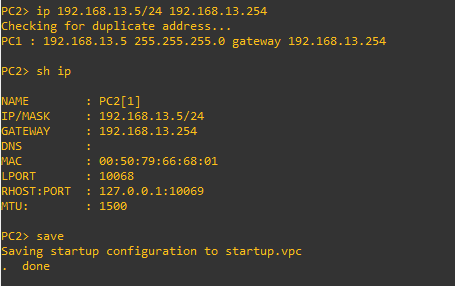 PC2> ip 192.168.13.5/24 192.168.13.254
Checking for duplicate address...
PC1 : 192.168.13.5 255.255.255.0 gateway 192.168.13.254
PC2> sh ip
NAME        : PC2[1]
IP/MASK     : 192.168.13.5/24
GATEWAY     : 192.168.13.254
DNS         :
MAC         : 00:50:79:66:68:01
LPORT       : 10068
RHOST:PORT  : 127.0.0.1:10069
MTU:        : 1500
PC2> save
Saving startup configuration to startup.vpc
.  done